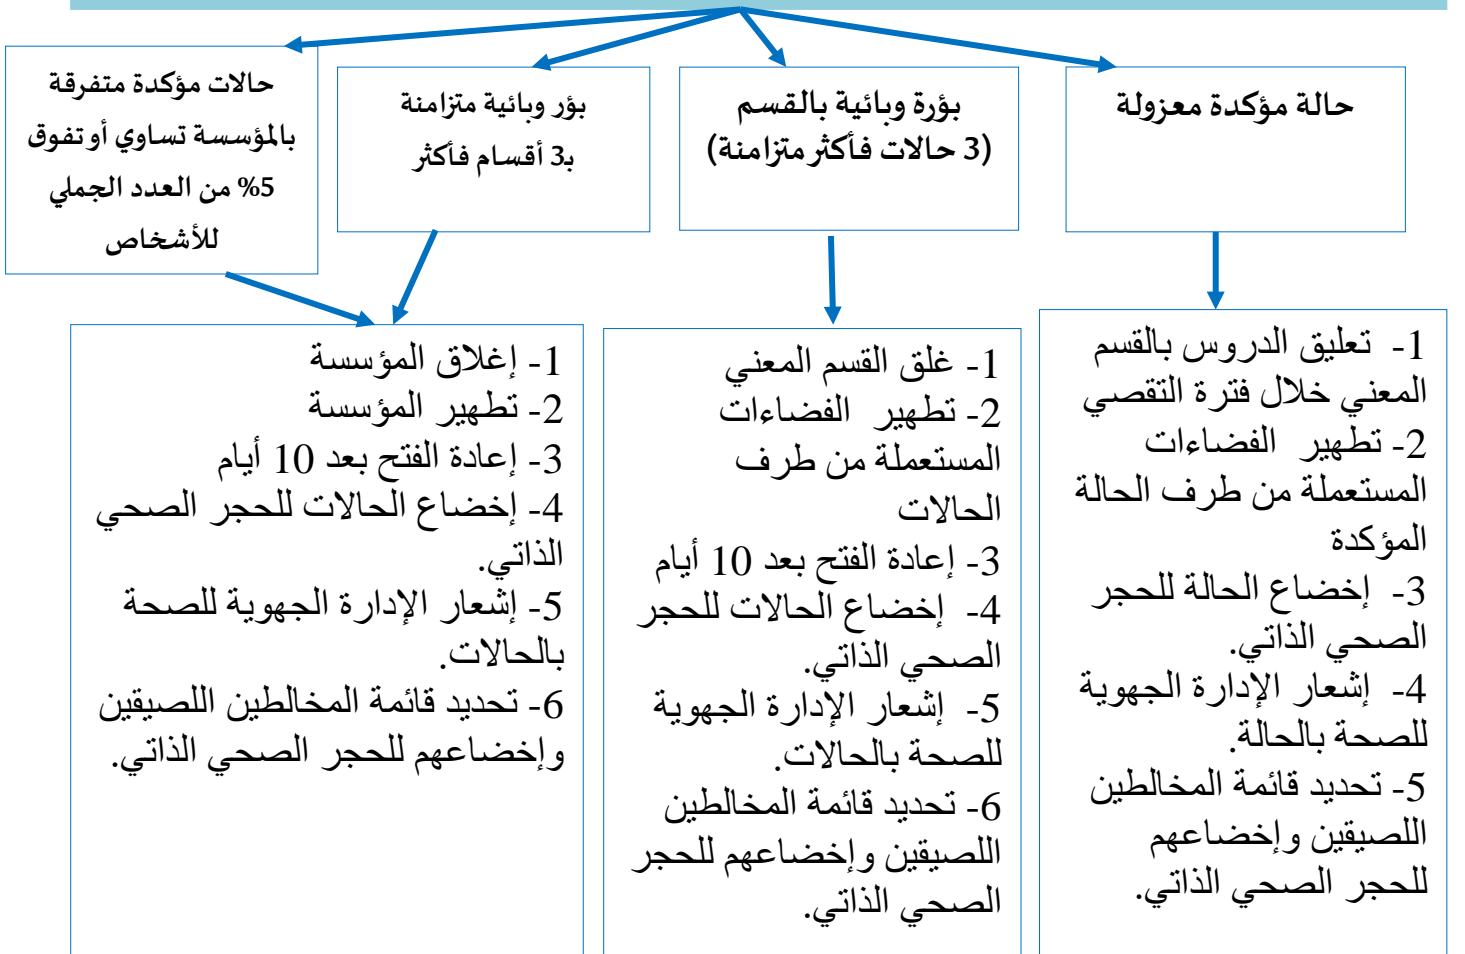 حالة مؤكدة معزولة
بؤرة وبائية بالقسم
(3 حالات فأكثر متزامنة)
بؤر وبائية متزامنة
بـ3 أقسام فأكثر
حالات مؤكدة متفرقة
بالمؤسسة تساوي أو تفوق
5% من العدد الجملي
للأشخاص
1- تعليق الدروس بالقسم
المعني خلال فترة التقصي
2- تطهير الفضاءات
المستعملة من طرف الحالة
المؤكدة
3- إخضاع الحالة للحجر
الصحي الذاتي.
4- إشعار الإدارة الجهوية
للصحة بالحالة.
5- تحديد قائمة المخالطين
اللصيقين وإخضاعهم
للحجر الصحي الذاتي.
1- غلق القسم المعني
2- تطهير الفضاءات
المستعملة من طرف
الحالات
3- إعادة الفتح بعد 10 أيام
4- إخضاع الحالات للحجر
الصحي الذاتي.
5- إشعار الإدارة الجهوية
للصحة بالحالات.
6- تحديد قائمة المخالطين
اللصيقين وإخضاعهم للحجر
الصحي الذاتي.
1- إغلاق المؤسسة
2- تطهير المؤسسة
3- إعادة الفتح بعد 10 أيام
4- إخضاع الحالات للحجر الصحي
الذاتي.
5- إشعار الإدارة الجهوية للصحة
بالحالات.
6- تحديد قائمة المخالطين اللصيقين
وإخضاعهم للحجر الصحي الذاتي.